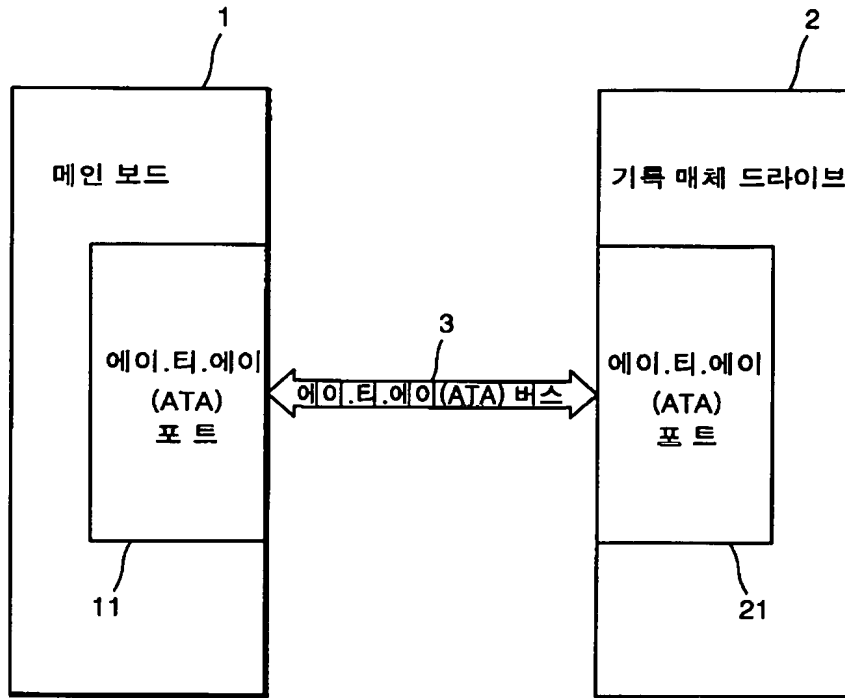 1
2
메인 보드
기록 매체 드라이브
3
에이.티.에이
(ATA)
포 트
에이.티.에이(ATA) 버스
에이.티.에이
(ATA)
포 트
11
21